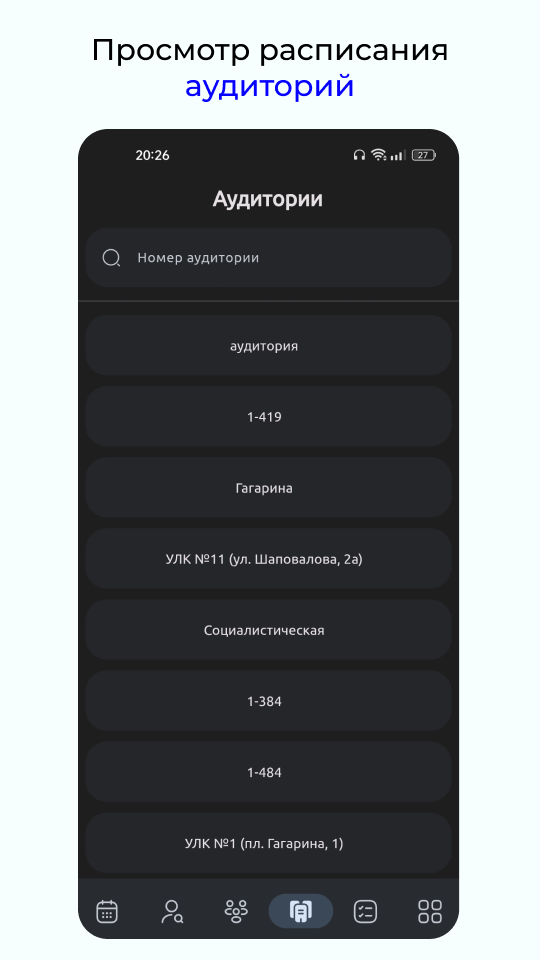 Просмотр расписания
аудиторий
20:26
27
Аудитории
Номер аудитории
аудитория
1-419
Гагарина
УЛК №11 (ул. Шаповалова, 2а)
Социалистическая
1-384
1-484
УЛК №1 (пл. Гагарина, 1)